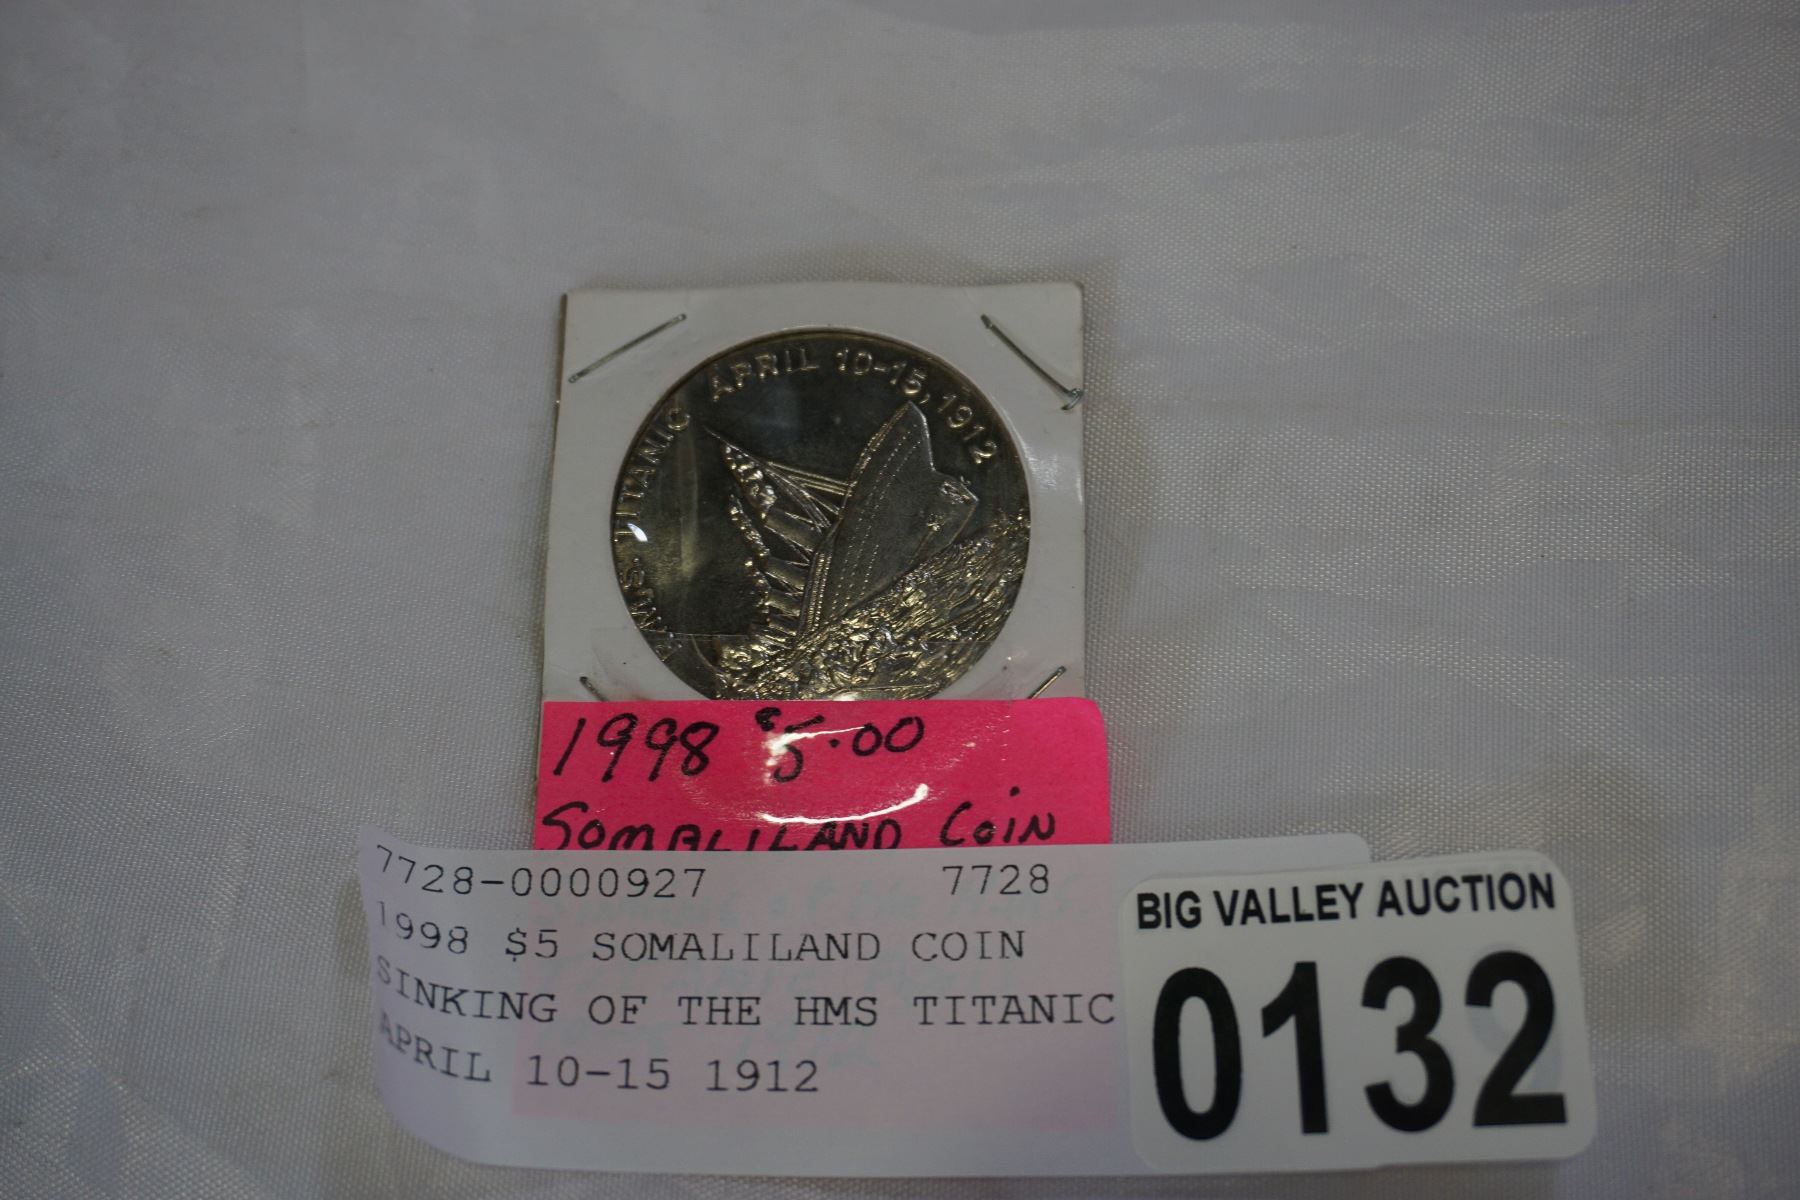 R.M.S. TITANIC APRIL 10-15, 1912
1998 $5.00
SOMALILAND COIN
7728-0000927 7728
1998 $5 SOMALILAND COIN
SINKING OF THE HMS TITANIC
APRIL 10-15 1912
BIG VALLEY AUCTION
0132